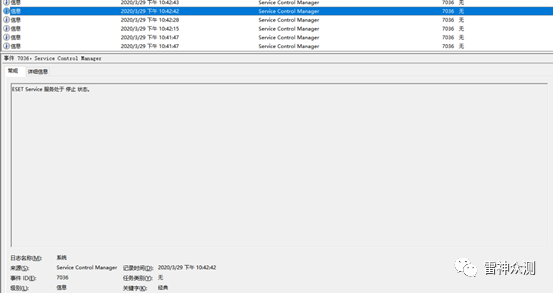 信息 2020/3/29 下午 10:42:43 Service Control Manager 7036 无
信息 2020/3/29 下午 10:42:42 Service Control Manager 7036 无
信息 2020/3/29 下午 10:42:28 Service Control Manager 7036 无
信息 2020/3/29 下午 10:42:15 Service Control Manager 7036 无
信息 2020/3/29 下午 10:41:47 Service Control Manager 7036 无
信息 2020/3/29 下午 10:41:47 Service Control Manager 7036 无
事件 7036, Service Control Manager
常规 详细信息
ESET Service 服务处于 停止 状态。
日志名称(M): 系统
来源(S): Service Control Manager 记录时间(D): 2020/3/29 下午 10:42:42
事件 ID(E): 7036 任务类别(Y): 无
级别(L): 信息 关键字(K): 经典
雷神众测